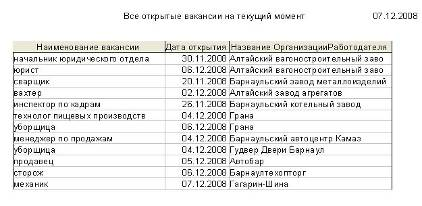 Все открытые вакансии на текущий момент 07.12.2008
Наименование вакансии Дата открытия Название ОрганизацииРаботодателя
начальник юридического отдела 30.11.2008 Алтайский вагоностроительный заво
юрист 06.12.2008 Алтайский вагоностроительный заво
сварщик 20.11.2008 Барнаульский завод металлоизделий
вахтер 02.12.2008 Алтайский завод агрегатов
инспектор по кадрам 26.11.2008 Барнаульский котельный завод
технолог пищевых производств 04.12.2008 Грана
уборщица 06.12.2008 Грана
менеджер по продажам 04.12.2008 Барнаульский автоцентр Камаз
уборщица 04.12.2008 Гудвер Двери Барнаул
продавец 05.12.2008 Автобар
сторож 06.12.2008 Барнаултехопторг
механик 07.12.2008 Гагарин-Шина